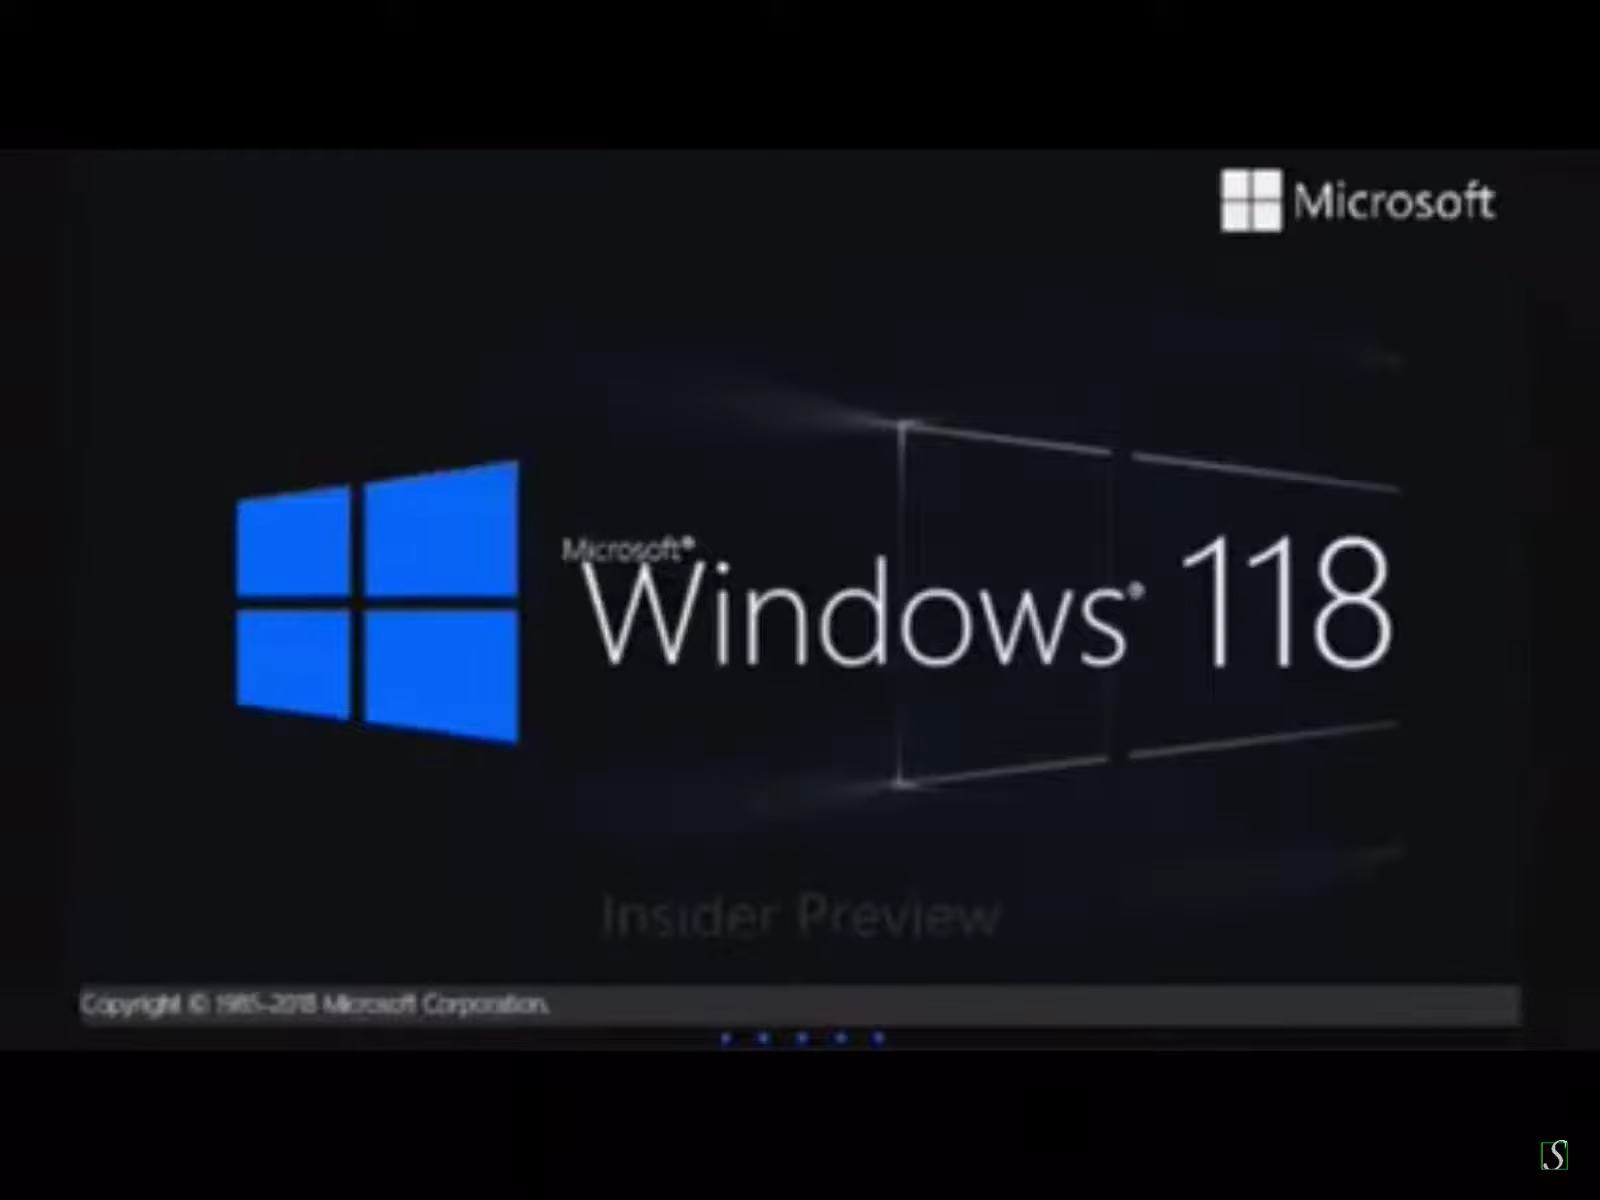 Microsoft
Microsoft®
Windows® 118
Insider Preview
Copyright © 1985-2018 Microsoft Corporation.
S